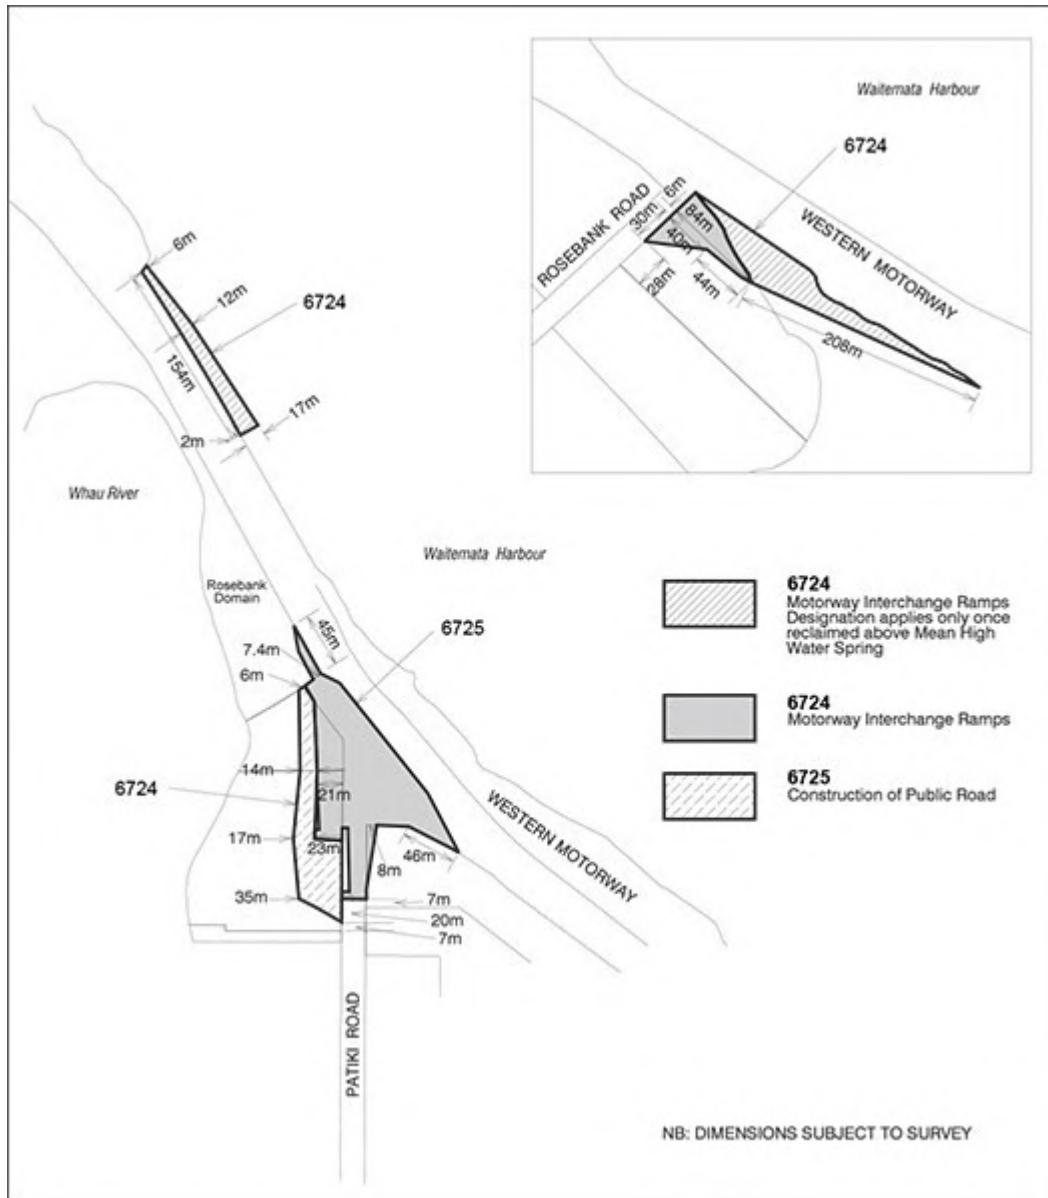 Waitemata Harbour
6724
ROSEBANK ROAD
30m
6m
84m
40m
28m
44m
208m
WESTERN MOTORWAY
6m
12m
6724
154m
17m
2m
Whau River
Waitemata Harbour
Rosebank
Domain
45m
6725
7.4m
6m
14m
6724
21m
17m
23m
46m
8m
35m
7m
20m
7m
WESTERN MOTORWAY
PATIKI ROAD
6724
Motorway Interchange Ramps
Designation applies only once
reclaimed above Mean High
Water Spring
6724
Motorway Interchange Ramps
6725
Construction of Public Road
NB: DIMENSIONS SUBJECT TO SURVEY